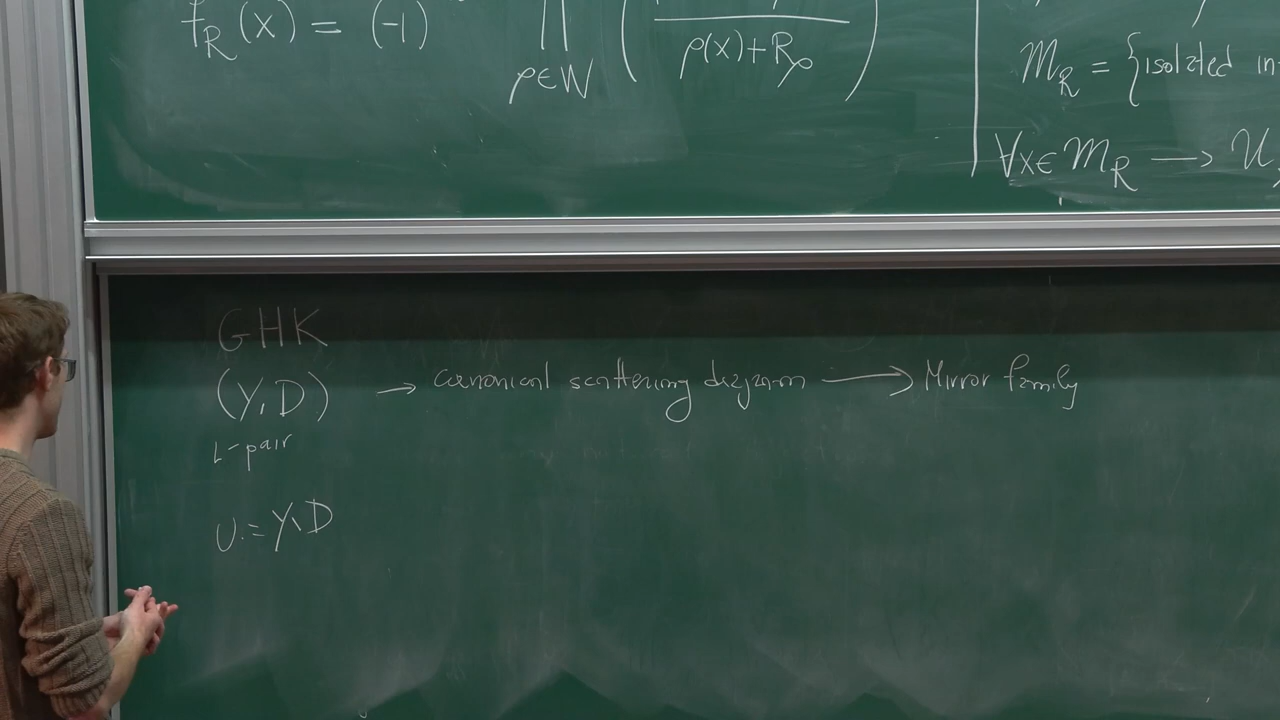 f_R(x) = (-1) ∏_{ρ∈W} ( / ρ(x)+R_ρ )
m_R = {isolated in
∀x∈m_R → U
GHK
(Y,D) → canonical scattering diagram → Mirror family
L-pair
U:=Y\D